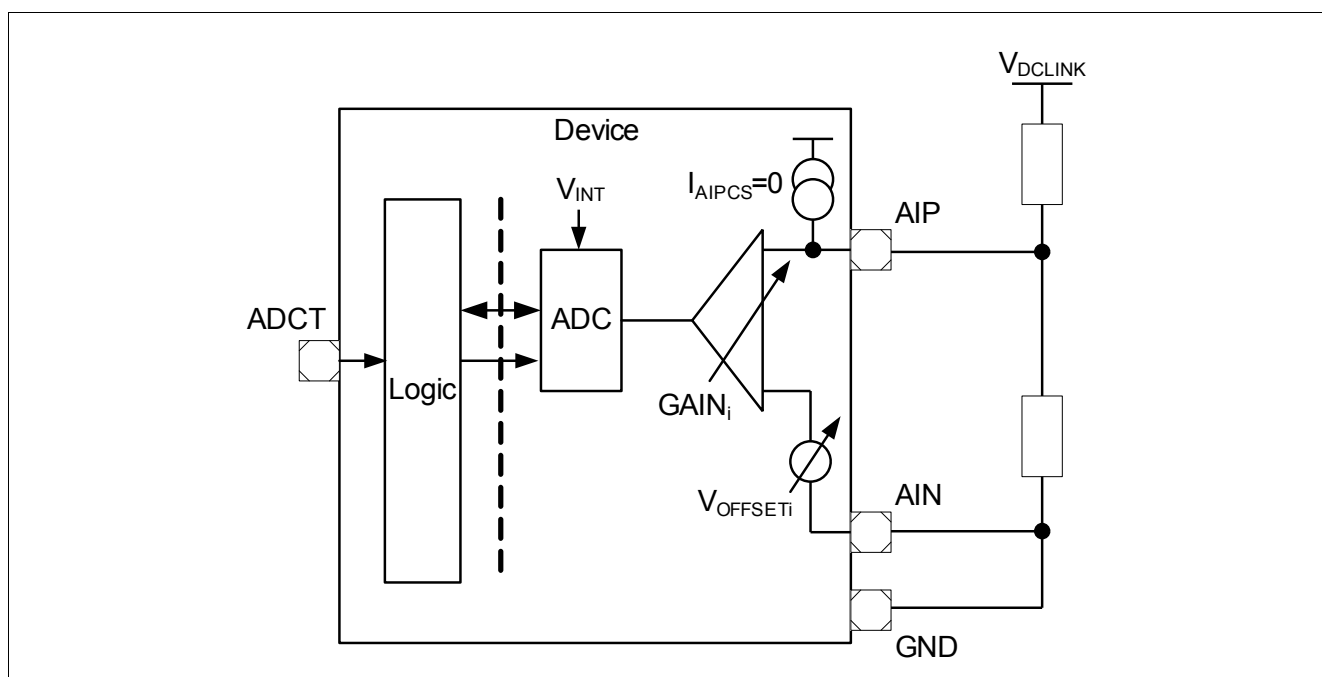 VDCLINK
Device
VINT
IAIPCS=0
AIP
ADCT
ADC
Logic
GAINi
AIN
VOFFSETi
GND